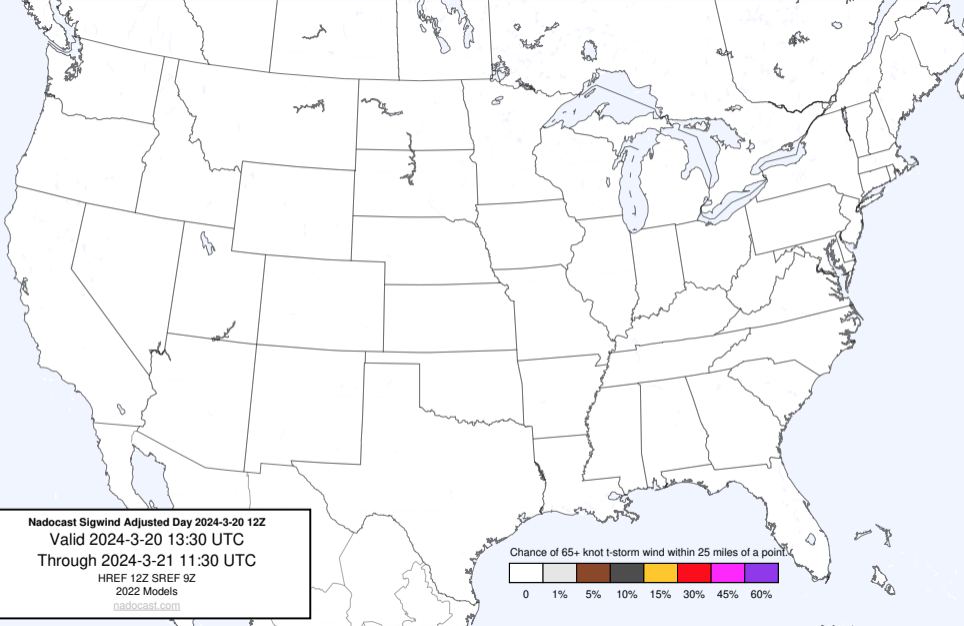 Nadocast Sigwind Adjusted Day 2024-3-20 12Z
Valid 2024-3-20 13:30 UTC
Through 2024-3-21 11:30 UTC
HREF 12Z SREF 9Z
2022 Models
nadocast.com
Chance of 65+ knot t-storm wind within 25 miles of a point.
0 1% 5% 10% 15% 30% 45% 60%